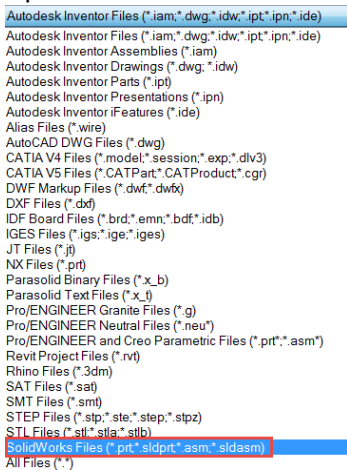 Autodesk Inventor Files (*.iam;*.dwg;*.idw;*.ipt;*.ipn;*.ide)
Autodesk Inventor Files (*.iam;*.dwg;*.idw;*.ipt;*.ipn;*.ide)
Autodesk Inventor Assemblies (*.iam)
Autodesk Inventor Drawings (*.dwg; *.idw)
Autodesk Inventor Parts (*.ipt)
Autodesk Inventor Presentations (*.ipn)
Autodesk Inventor iFeatures (*.ide)
Alias Files (*.wire)
AutoCAD DWG Files (*.dwg)
CATIA V4 Files (*.model;*.session;*.exp;*.dlv3)
CATIA V5 Files (*.CATPart;*.CATProduct;*.cgr)
DWF Markup Files (*.dwf;*.dwfx)
DXF Files (*.dxf)
IDF Board Files (*.brd;*.emn;*.bdf;*.idb)
IGES Files (*.igs;*.ige;*.iges)
JT Files (*.jt)
NX Files (*.prt)
Parasolid Binary Files (*.x_b)
Parasolid Text Files (*.x_t)
Pro/ENGINEER Granite Files (*.g)
Pro/ENGINEER Neutral Files (*.neu*)
Pro/ENGINEER and Creo Parametric Files (*.prt*;*.asm*)
Revit Project Files (*.rvt)
Rhino Files (*.3dm)
SAT Files (*.sat)
SMT Files (*.smt)
STEP Files (*.stp;*.ste;*.step;*.stpz)
STL Files (*.stl;*.stla;*.stlb)
SolidWorks Files (*.prt;*.sldprt;*.asm;*.sldasm)
All Files (*.*)